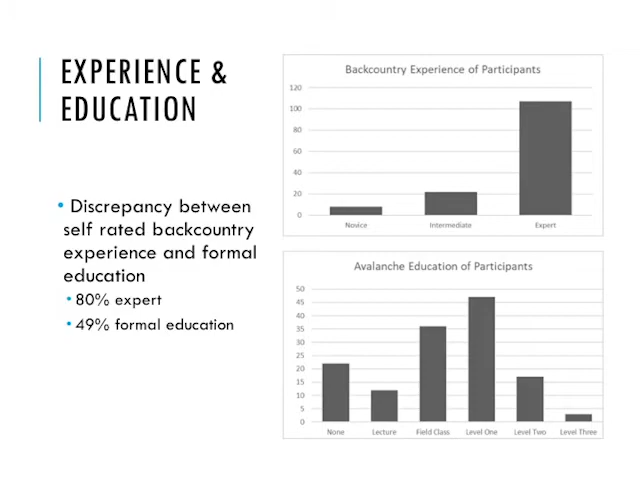 EXPERIENCE &
EDUCATION
• Discrepancy between
self rated backcountry
experience and formal
education
• 80% expert
• 49% formal education
Backcountry Experience of Participants
120
100
80
60
40
20
0
Novice Intermediate Expert
Avalanche Education of Participants
50
45
40
35
30
25
20
15
10
5
0
None Lecture Field Class Level One Level Two Level Three